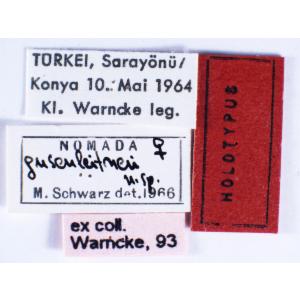 TÜRKEI, Sarayönü/
Konya 10. Mai 1964
Kl. Warncke leg.
NOMADA ♀
gusenleitneri
n. sp.
M. Schwarz det. 1966
ex coll.
Warncke, 93
HOLOTYPUS